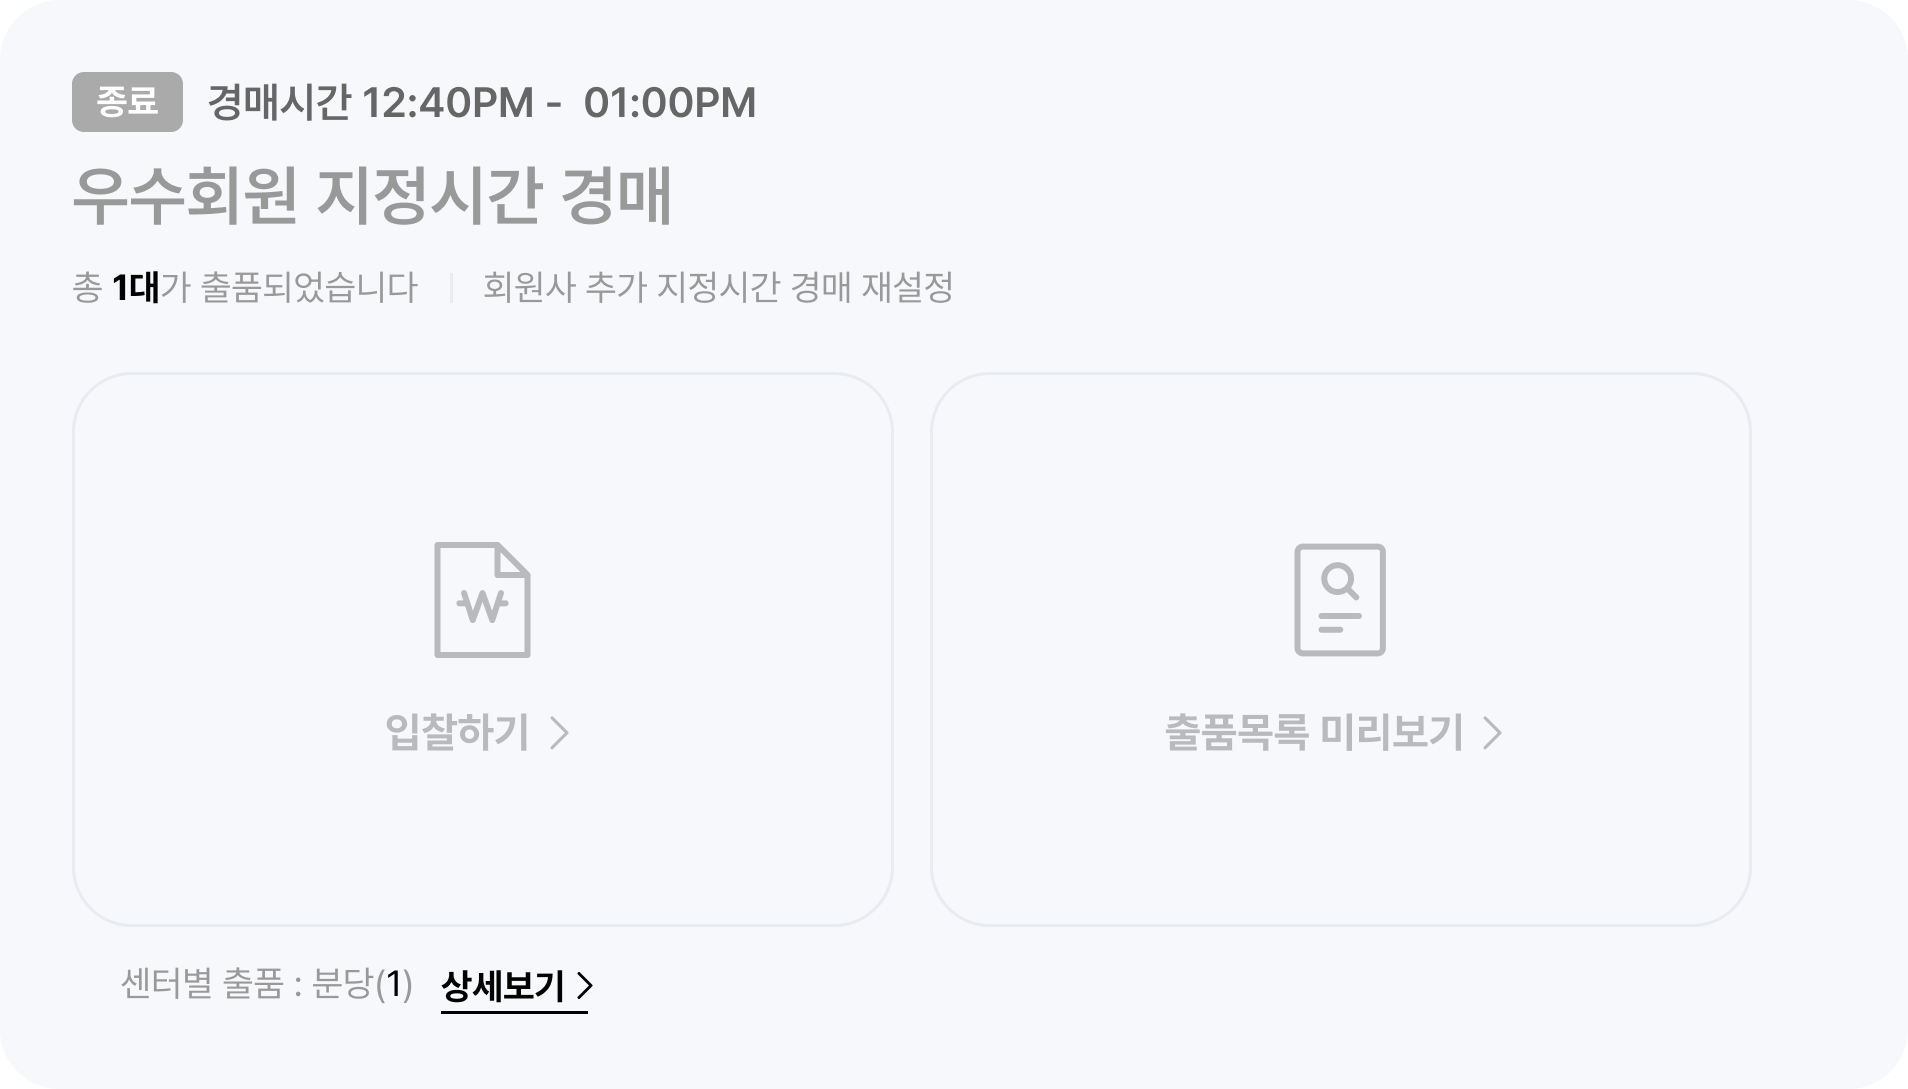 종료 경매시간 12:40PM - 01:00PM
우수회원 지정시간 경매
총 1대가 출품되었습니다 | 회원사 추가 지정시간 경매 재설정
입찰하기 >
출품목록 미리보기 >
센터별 출품 : 분당(1) 상세보기 >